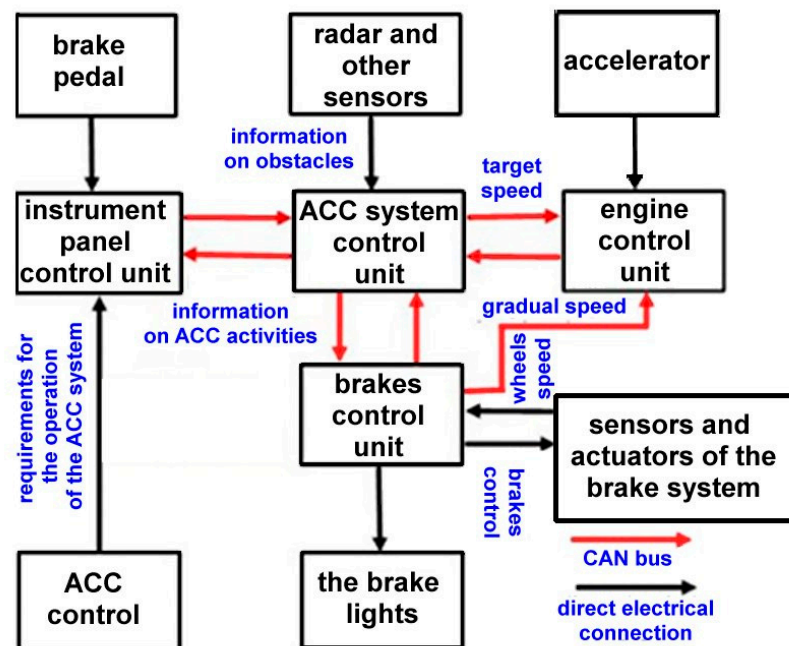 brake
pedal
radar and
other
sensors
accelerator
information
on obstacles
target
speed
instrument
panel
control unit
ACC system
control
unit
engine
control
unit
information
on ACC activities
gradual speed
requirements for
the operation
of the ACC system
brakes
control
unit
wheels
speed
sensors and
actuators of the
brake system
brakes
control
CAN bus
ACC
control
the brake
lights
direct electrical
connection